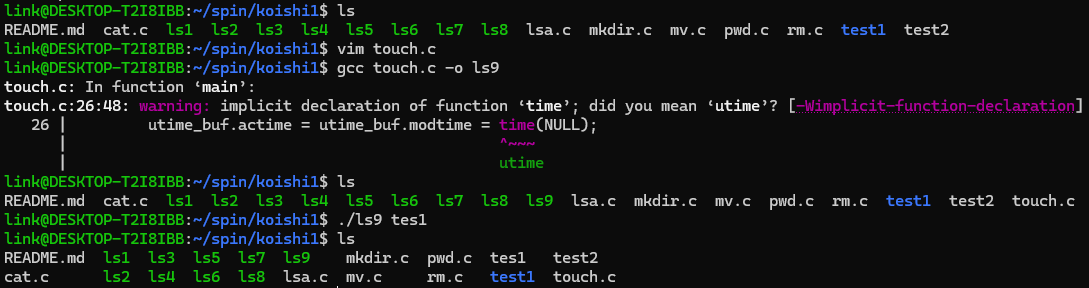 link@DESKTOP-T2I8IBB:~/spin/koishi1$ ls
README.md  cat.c  ls1  ls2  ls3  ls4  ls5  ls6  ls7  ls8  lsa.c  mkdir.c  mv.c  pwd.c  rm.c  test1  test2
link@DESKTOP-T2I8IBB:~/spin/koishi1$ vim touch.c
link@DESKTOP-T2I8IBB:~/spin/koishi1$ gcc touch.c -o ls9
touch.c: In function ‘main’:
touch.c:26:48: warning: implicit declaration of function ‘time’; did you mean ‘utime’? [-Wimplicit-function-declaration]
   26 |         utime_buf.actime = utime_buf.modtime = time(NULL);
      |                                                ^~~~
      |                                                utime
link@DESKTOP-T2I8IBB:~/spin/koishi1$ ls
README.md  cat.c  ls1  ls2  ls3  ls4  ls5  ls6  ls7  ls8  ls9  lsa.c  mkdir.c  mv.c  pwd.c  rm.c  test1  test2  touch.c
link@DESKTOP-T2I8IBB:~/spin/koishi1$ ./ls9 tes1
link@DESKTOP-T2I8IBB:~/spin/koishi1$ ls
README.md  ls1  ls3  ls5  ls7  ls9    mkdir.c  pwd.c  tes1   test2
cat.c      ls2  ls4  ls6  ls8  lsa.c  mv.c     rm.c   test1  touch.c